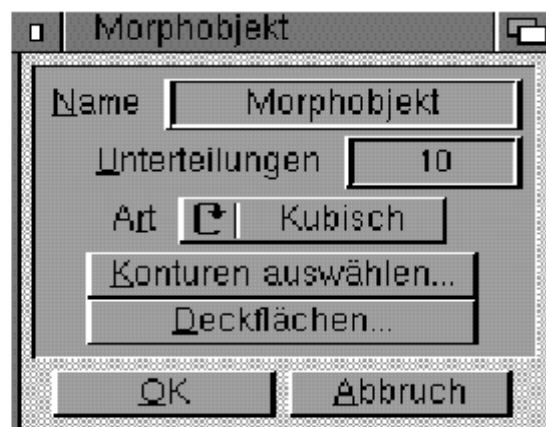 Morphobjekt
Name Morphobjekt
Unterteilungen 10
Art Kubisch
Konturen auswählen...
Deckflächen...
OK Abbruch